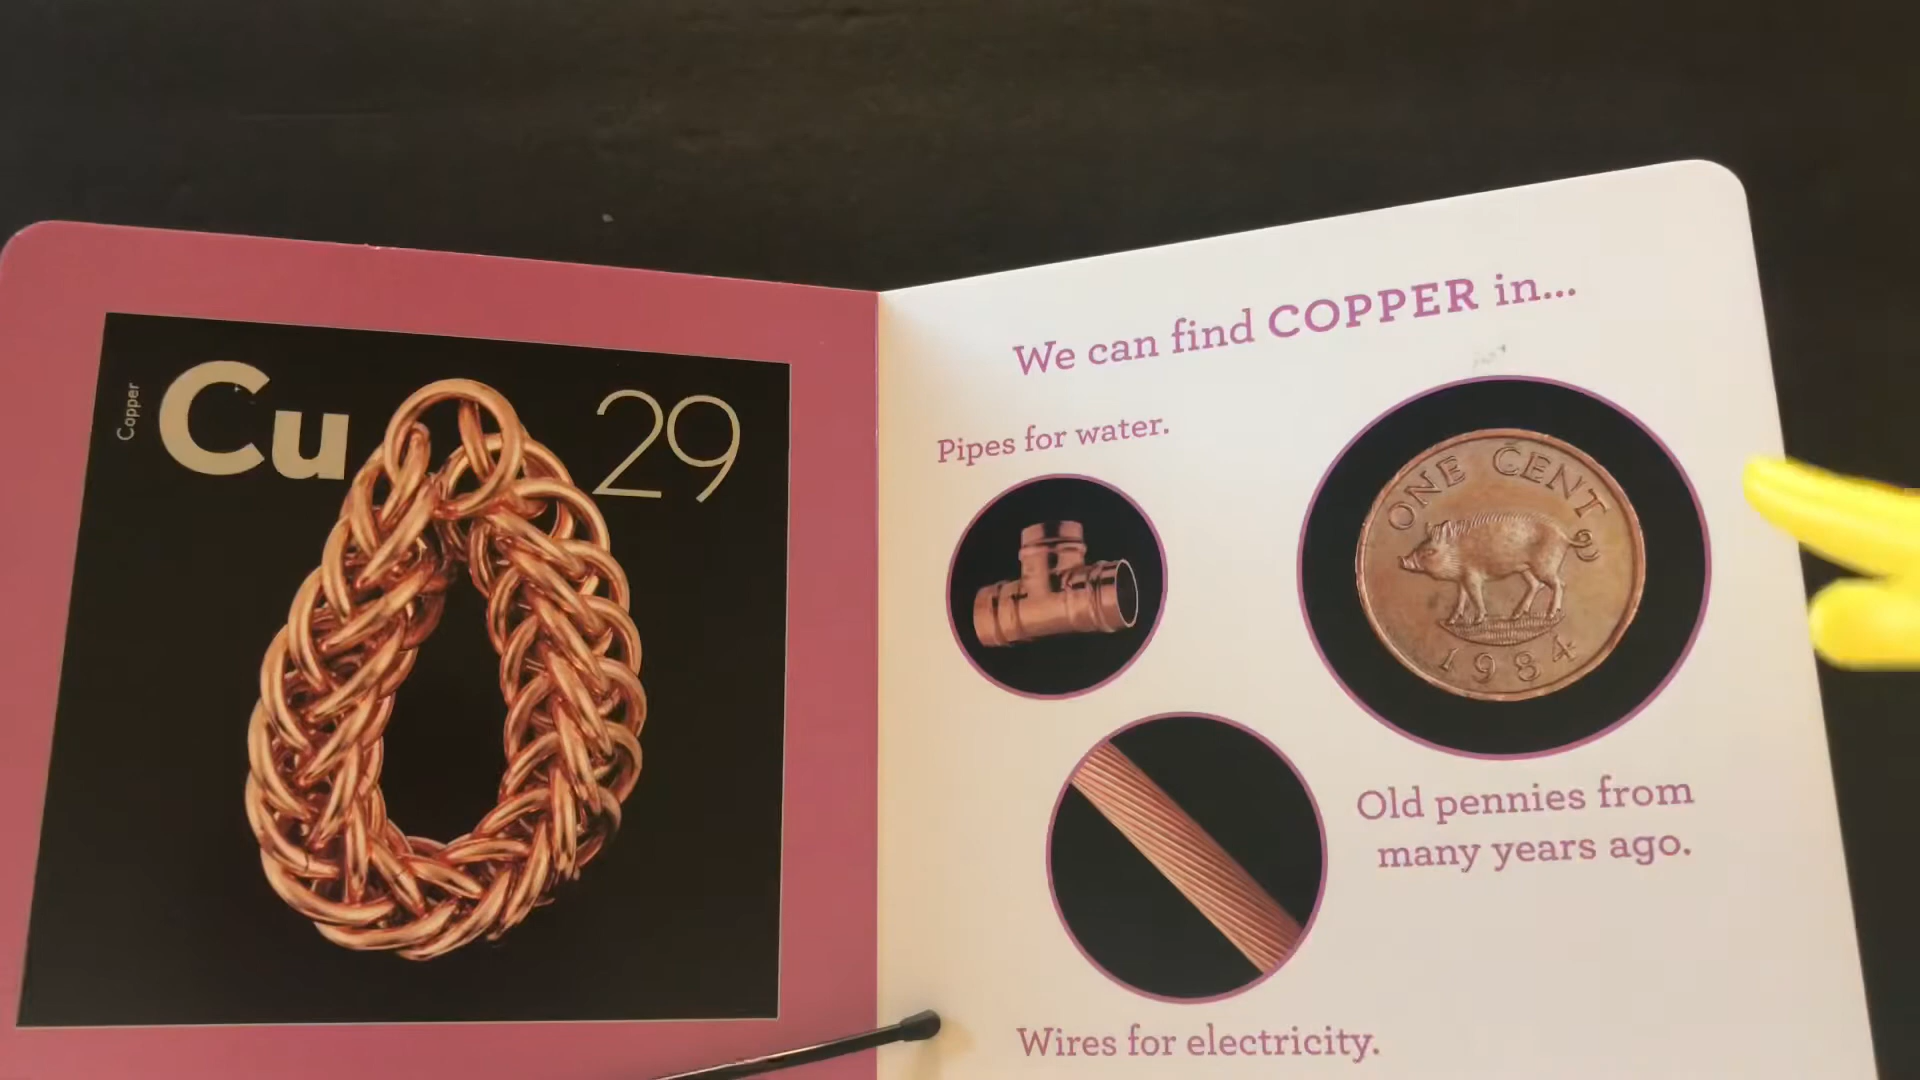 Copper
Cu 29
We can find COPPER in...
Pipes for water.
ONE CENT
1984
Old pennies from
many years ago.
Wires for electricity.